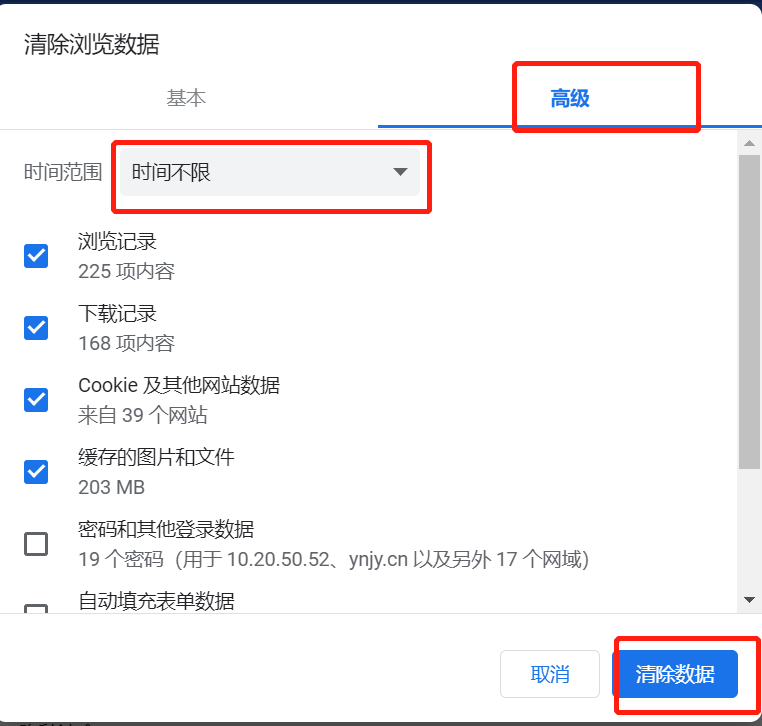 清除浏览数据
基本
高级
时间范围
时间不限
浏览记录
225 项内容
下载记录
168 项内容
Cookie 及其他网站数据
来自 39 个网站
缓存的图片和文件
203 MB
密码和其他登录数据
19 个密码（用于 10.20.50.52、ynjy.cn 以及另外 17 个网域）
自动填充表单数据
取消
清除数据